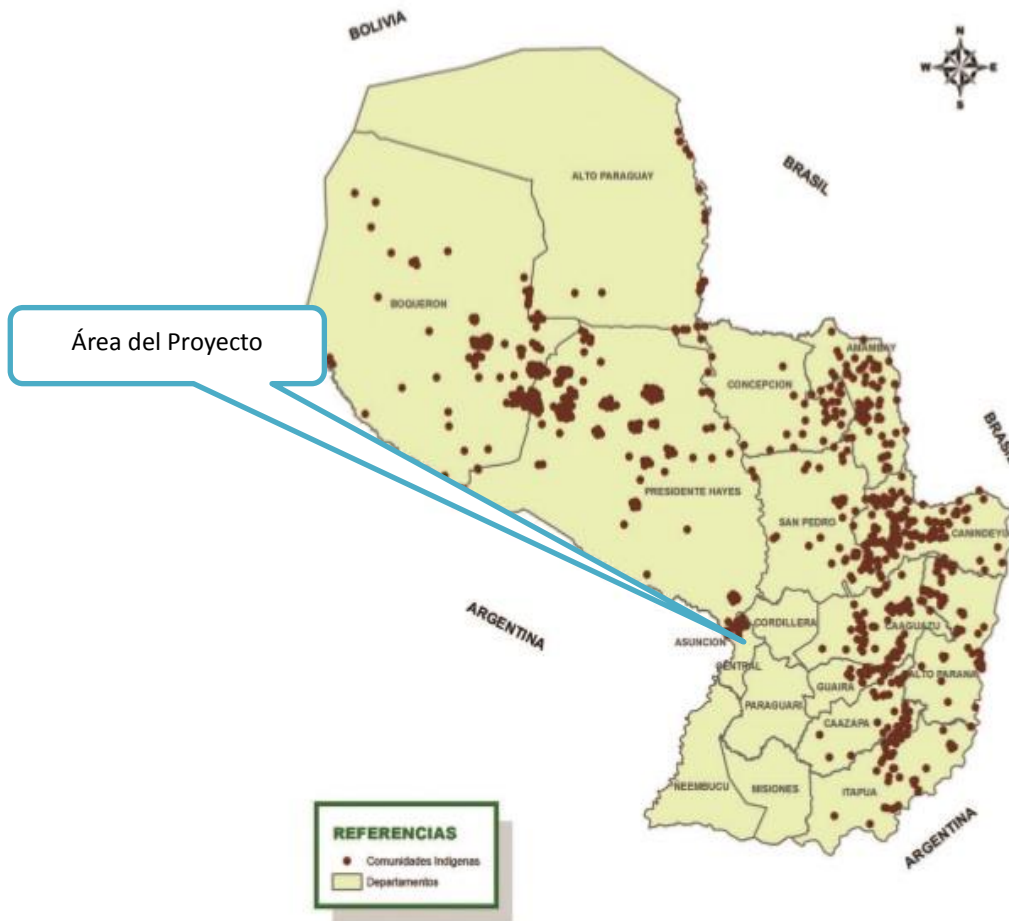 BOLIVIA
N
W E
S
BRASIL
ALTO PARAGUAY
BOQUERON
Área del Proyecto
AMAMBAY
CONCEPCION
BRASIL
PRESIDENTE HAYES
SAN PEDRO
CANINDEYU
ARGENTINA
CORDILLERA
CAAGUAZU
ASUNCION
CENTRAL
GUAIRA
ALTO PARANA
PARAGUARI
CAAZAPA
ÑEEMBUCU
MISIONES
ITAPUA
ARGENTINA
REFERENCIAS
Comunidades Indígenas
Departamentos